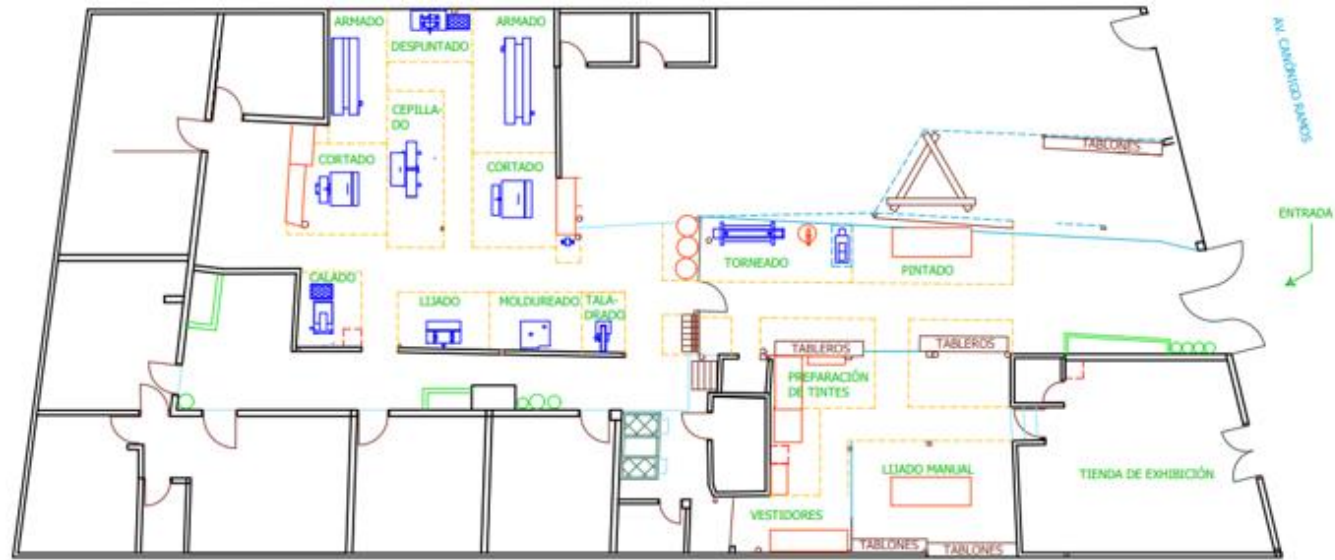 ARMADO
DESPUNTADO
ARMADO
AV. CANÓNIGO RAMOS
CEPILLA-
DO
CORTADO
CORTADO
TABLONES
ENTRADA
TORNEADO
PINTADO
CALADO
LIJADO
MOLDUREADO
TALA-
DRADO
TABLEROS
TABLEROS
PREPARACIÓN
DE TINTES
LIJADO MANUAL
TIENDA DE EXHIBICIÓN
VESTIDORES
TABLONES
TABLONES